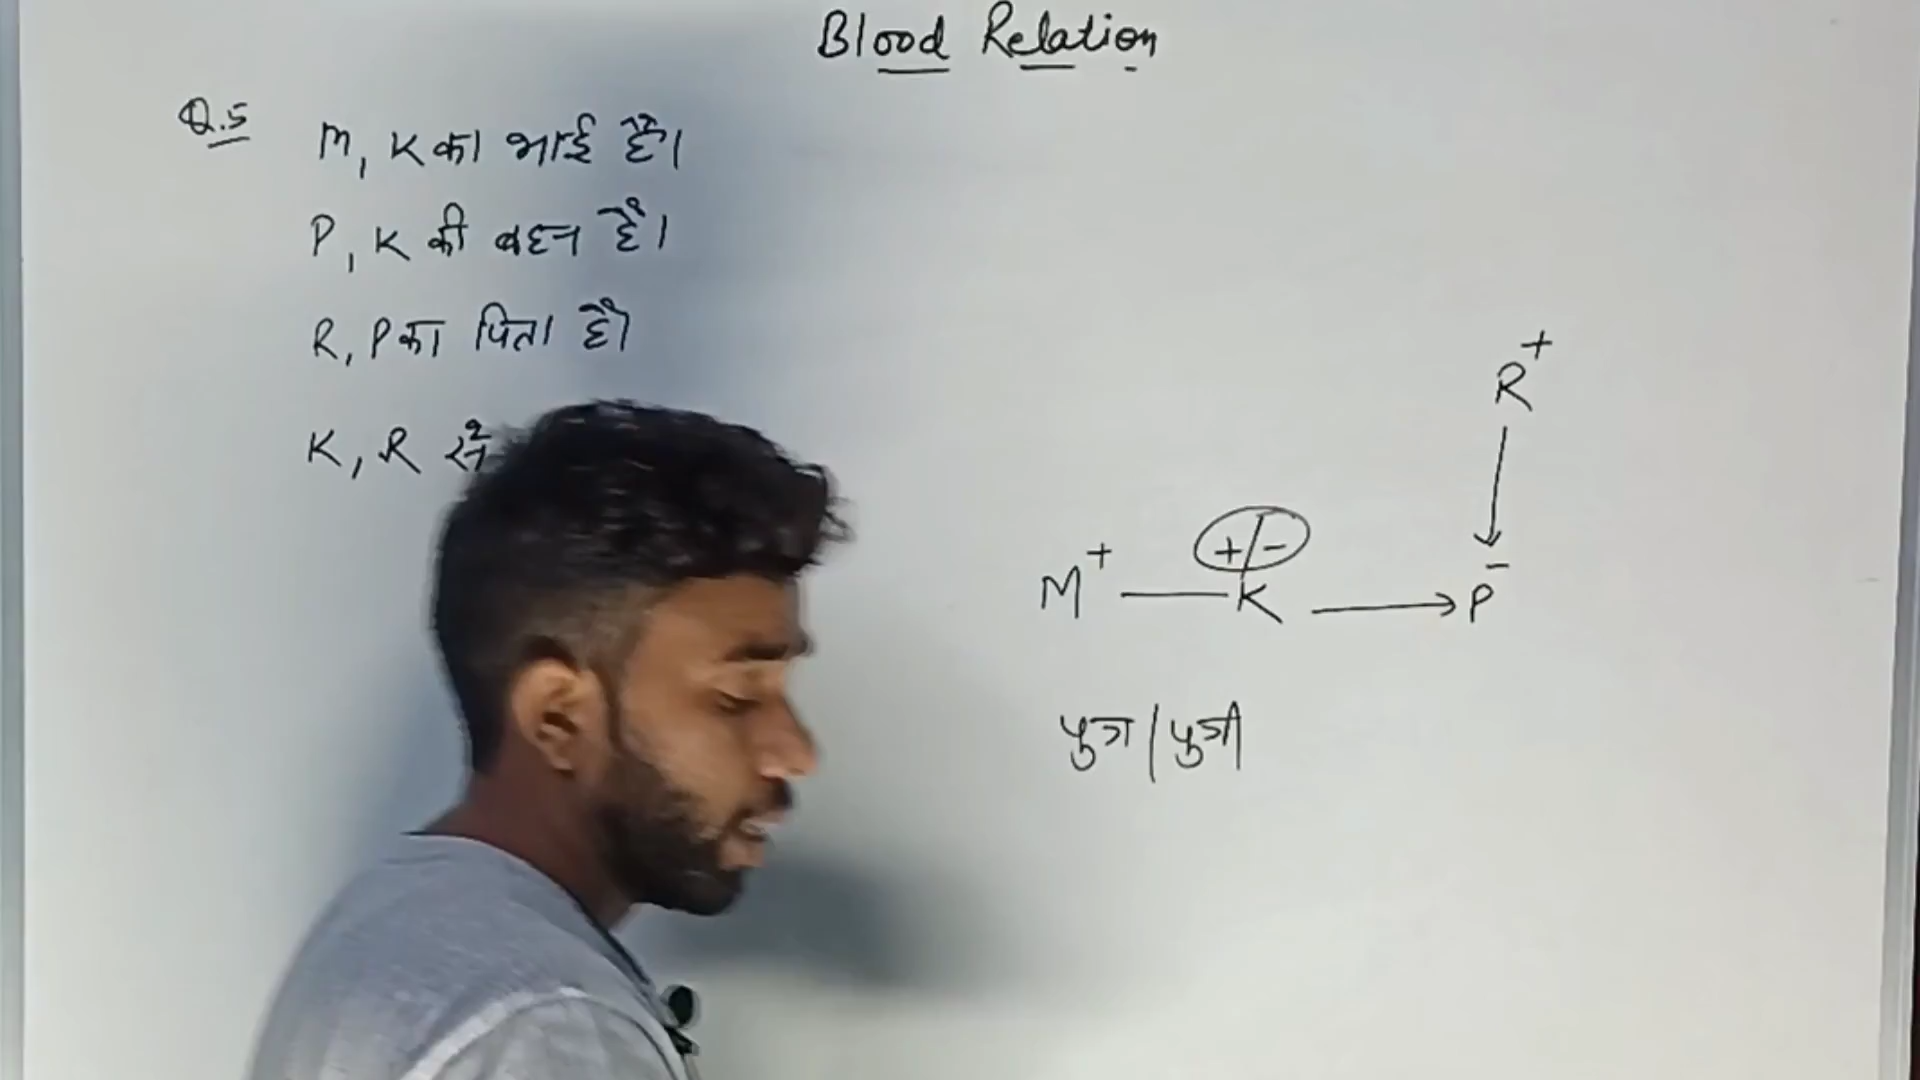 Blood Relation
Q.5 M, K का भाई है।
P, K की बहन है।
R, P का पिता है।
K, R से
R +
+/-
M + K P -
पुत्र / पुत्री